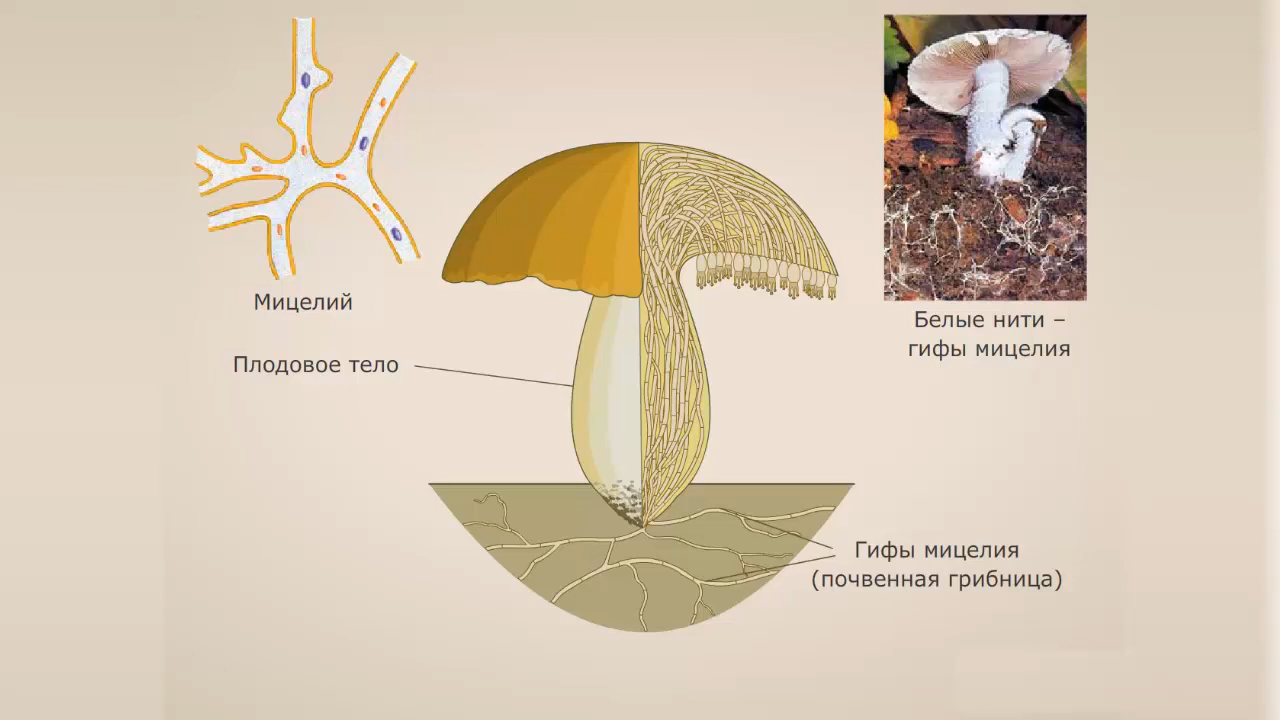 Мицелий
Плодовое тело
Белые нити –
гифы мицелия
Гифы мицелия
(почвенная грибница)